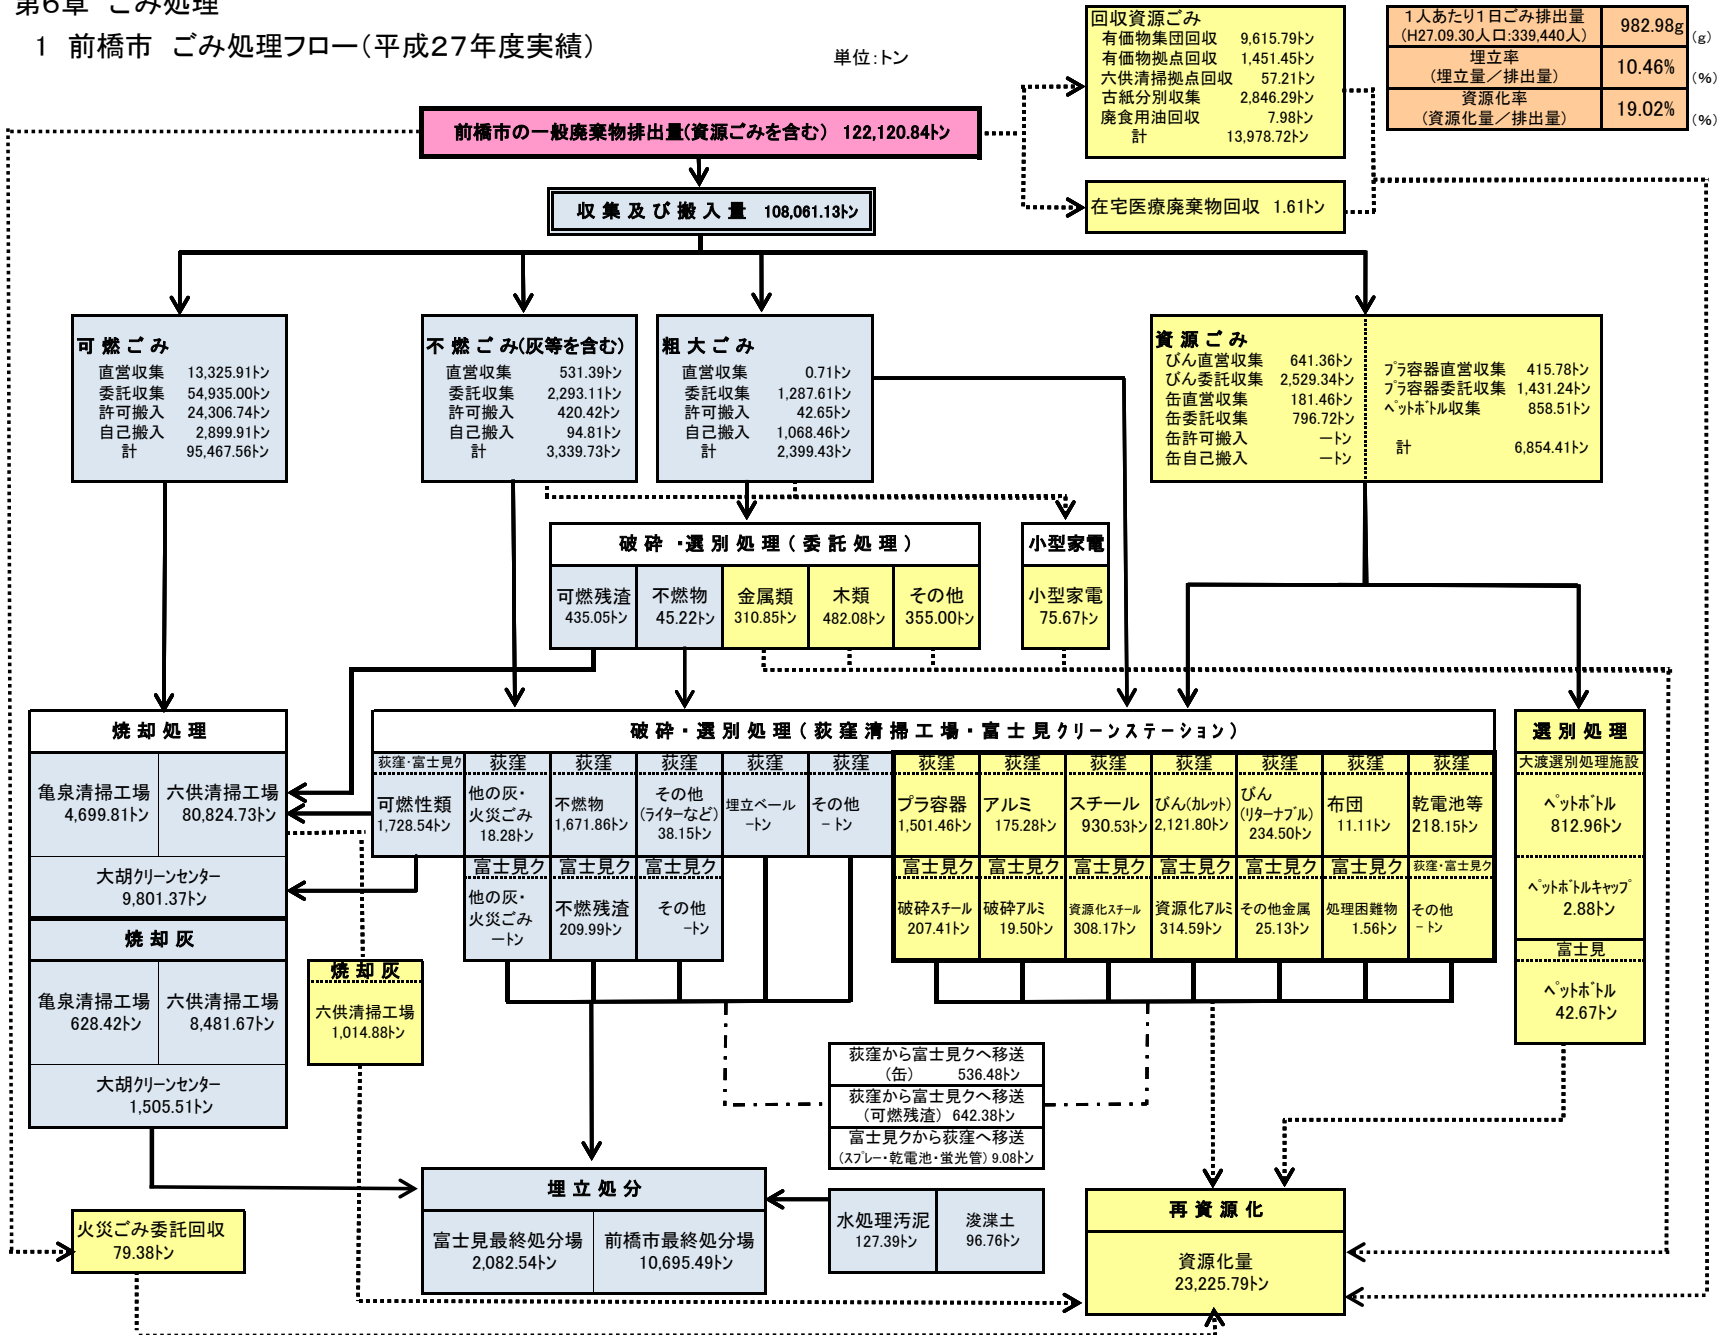 第6章 ごみ処理
1 前橋市 ごみ処理フロー(平成27年度実績)
単位:トン
回収資源ごみ
有価物集団回収 9,615.79トン
有価物拠点回収 1,451.45トン
六供清掃拠点回収 57.21トン
古紙分別収集 2,846.29トン
廃食用油回収 7.98トン
計 13,978.72トン
1人あたり1日ごみ排出量
(H27.09.30人口:339,440人) 982.98g (g)
埋立率
(埋立量/排出量) 10.46% (%)
資源化率
(資源化量/排出量) 19.02% (%)
前橋市の一般廃棄物排出量(資源ごみを含む) 122,120.84トン
収集及び搬入量 108,061.13トン
在宅医療廃棄物回収 1.61トン
可燃ごみ
直営収集 13,325.91トン
委託収集 54,935.00トン
許可搬入 24,306.74トン
自己搬入 2,899.91トン
計 95,467.56トン
不燃ごみ(灰等を含む)
直営収集 531.39トン
委託収集 2,293.11トン
許可搬入 420.42トン
自己搬入 94.81トン
計 3,339.73トン
粗大ごみ
直営収集 0.71トン
委託収集 1,287.61トン
許可搬入 42.65トン
自己搬入 1,068.46トン
計 2,399.43トン
資源ごみ
びん直営収集 641.36トン
びん委託収集 2,529.34トン
缶直営収集 181.46トン
缶委託収集 796.72トン
缶許可搬入 ートン
缶自己搬入 ートン
プラ容器直営収集 415.78トン
プラ容器委託収集 1,431.24トン
ペットボトル収集 858.51トン
計 6,854.41トン
破砕・選別処理(委託処理)
可燃残渣
435.05トン
不燃物
45.22トン
金属類
310.85トン
木類
482.08トン
その他
355.00トン
小型家電
小型家電
75.67トン
焼却処理
亀泉清掃工場
4,699.81トン
六供清掃工場
80,824.73トン
大胡クリーンセンター
9,801.37トン
焼却灰
亀泉清掃工場
628.42トン
六供清掃工場
8,481.67トン
大胡クリーンセンター
1,505.51トン
焼却灰
六供清掃工場
1,014.88トン
破砕・選別処理(荻窪清掃工場・富士見クリーンステーション)
荻窪・富士見ク
可燃性類
1,728.54トン
荻窪
他の灰・
火災ごみ
18.28トン
荻窪
不燃物
1,671.86トン
荻窪
その他
(ライターなど)
38.15トン
荻窪
埋立ベール
-トン
荻窪
その他
-トン
荻窪
プラ容器
1,501.46トン
荻窪
アルミ
175.28トン
荻窪
スチール
930.53トン
荻窪
びん(カレット)
2,121.80トン
荻窪
びん
(リターナブル)
234.50トン
荻窪
布団
11.11トン
荻窪
乾電池等
218.15トン
富士見ク
他の灰・
火災ごみ
ートン
富士見ク
不燃残渣
209.99トン
富士見ク
その他
-トン
富士見ク
破砕スチール
207.41トン
富士見ク
破砕アルミ
19.50トン
富士見ク
資源化スチール
308.17トン
富士見ク
資源化アルミ
314.59トン
富士見ク
その他金属
25.13トン
富士見ク
処理困難物
1.56トン
荻窪・富士見ク
その他
-トン
選別処理
大渡選別処理施設
ペットボトル
812.96トン
ペットボトルキャップ
2.88トン
富士見
ペットボトル
42.67トン
荻窪から富士見クへ移送
(缶) 536.48トン
荻窪から富士見クへ移送
(可燃残渣) 642.38トン
富士見クから荻窪へ移送
(スプレー・乾電池・蛍光管) 9.08トン
埋立処分
富士見最終処分場
2,082.54トン
前橋市最終処分場
10,695.49トン
水処理汚泥
127.39トン
浚渫土
96.76トン
再資源化
資源化量
23,225.79トン
火災ごみ委託回収
79.38トン